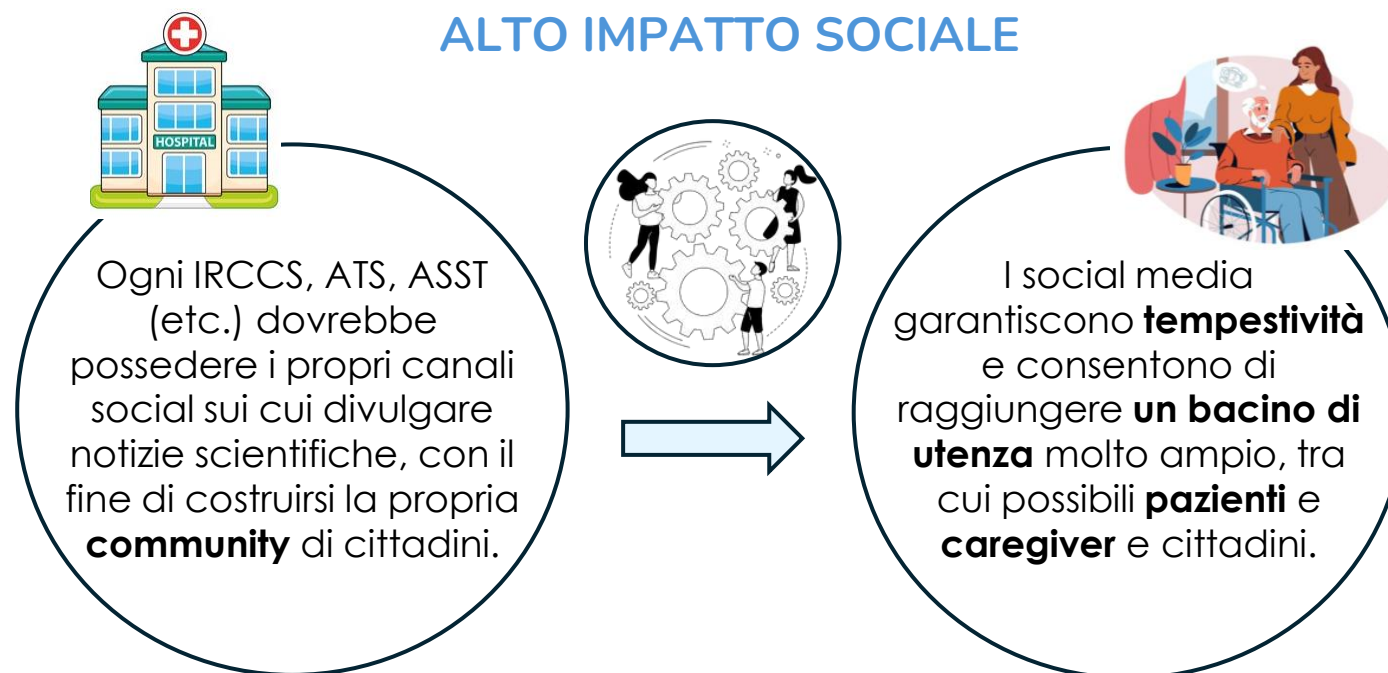 ALTO IMPATTO SOCIALE
HOSPITAL
Ogni IRCCS, ATS, ASST
(etc.) dovrebbe
possedere i propri canali
social sui cui divulgare
notizie scientifiche, con il
fine di costruirsi la propria
community di cittadini.
I social media
garantiscono tempestività
e consentono di
raggiungere un bacino di
utenza molto ampio, tra
cui possibili pazienti e
caregiver e cittadini.